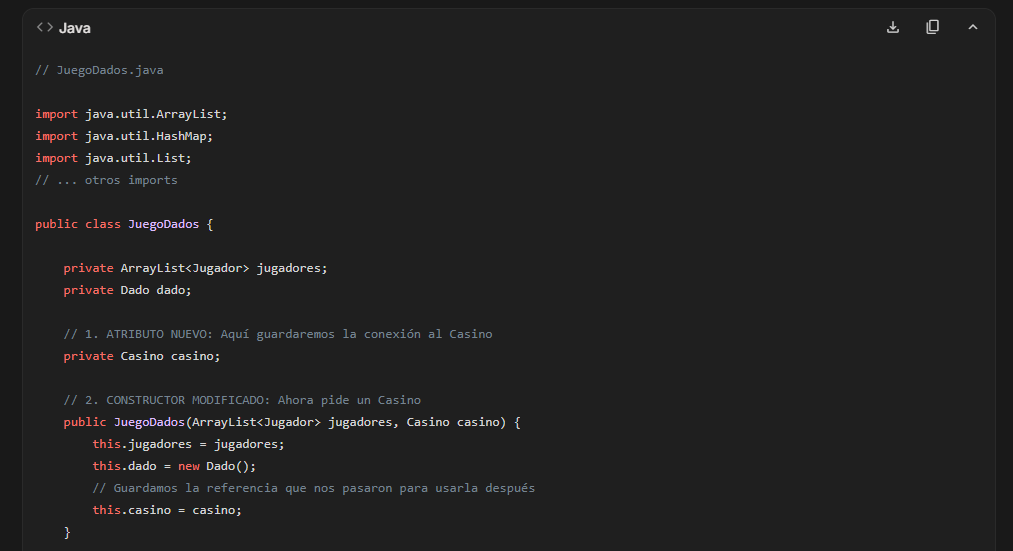 <> Java
// JuegoDados.java
import java.util.ArrayList;
import java.util.HashMap;
import java.util.List;
// ... otros imports
public class JuegoDados {
private ArrayList<Jugador> jugadores;
private Dado dado;
// 1. ATRIBUTO NUEVO: Aquí guardaremos la conexión al Casino
private Casino casino;
// 2. CONSTRUCTOR MODIFICADO: Ahora pide un Casino
public JuegoDados(ArrayList<Jugador> jugadores, Casino casino) {
this.jugadores = jugadores;
this.dado = new Dado();
// Guardamos la referencia que nos pasaron para usarla después
this.casino = casino;
}